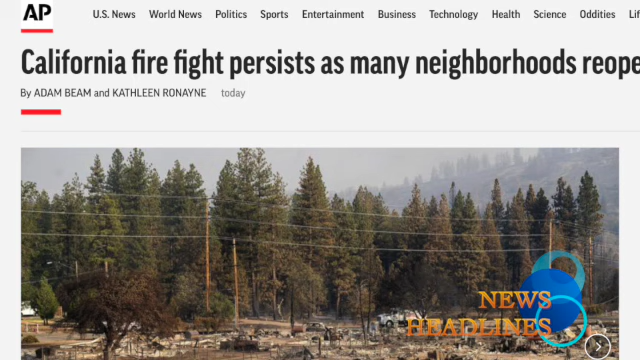 AP
U.S. News World News Politics Sports Entertainment Business Technology Health Science Oddities
California fire fight persists as many neighborhoods reope
By ADAM BEAM and KATHLEEN RONAYNE today
NEWS
HEADLINES